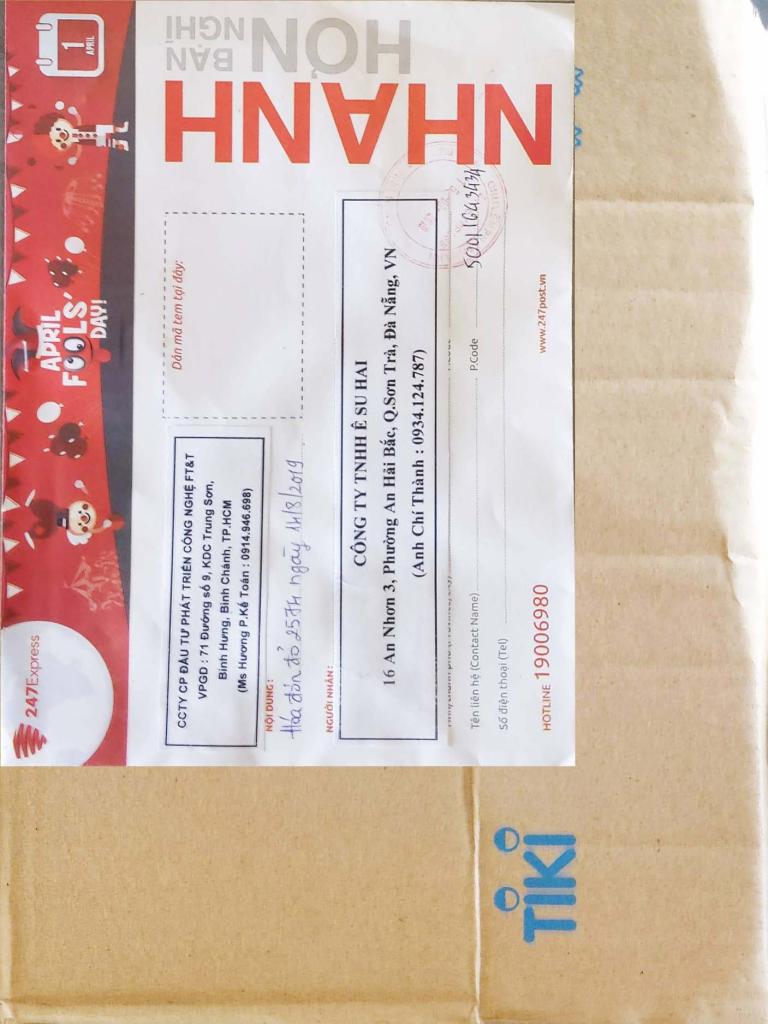 247Express
APRIL
FOOLS'
DAY!
1
APRIL
CCTY CP ĐẦU TƯ PHÁT TRIỂN CÔNG NGHỆ FT&T
VPGD : 71 Đường số 9, KDC Trung Sơn,
Bình Hưng, Bình Chánh, TP.HCM
(Ms Hương P.Kế Toán : 0914.946.698)
Dán mã tem tại đây:
HƠN
BẠN
NGHĨ
NHANH
NỘI DUNG :
Hóa đơn đỏ ngày 14/8/2019
NGƯỜI NHẬN :
CÔNG TY TNHH Ê SU HAI
16 An Nhơn 3, Phường An Hải Bắc, Q.Sơn Trà, Đà Nẵng, VN
(Anh Chí Thành : 0934.124.787)
Tên liên hệ (Contact Name)
P.Code
Số điện thoại (Tel)
HOTLINE 19006980
www.247post.vn
TIKI